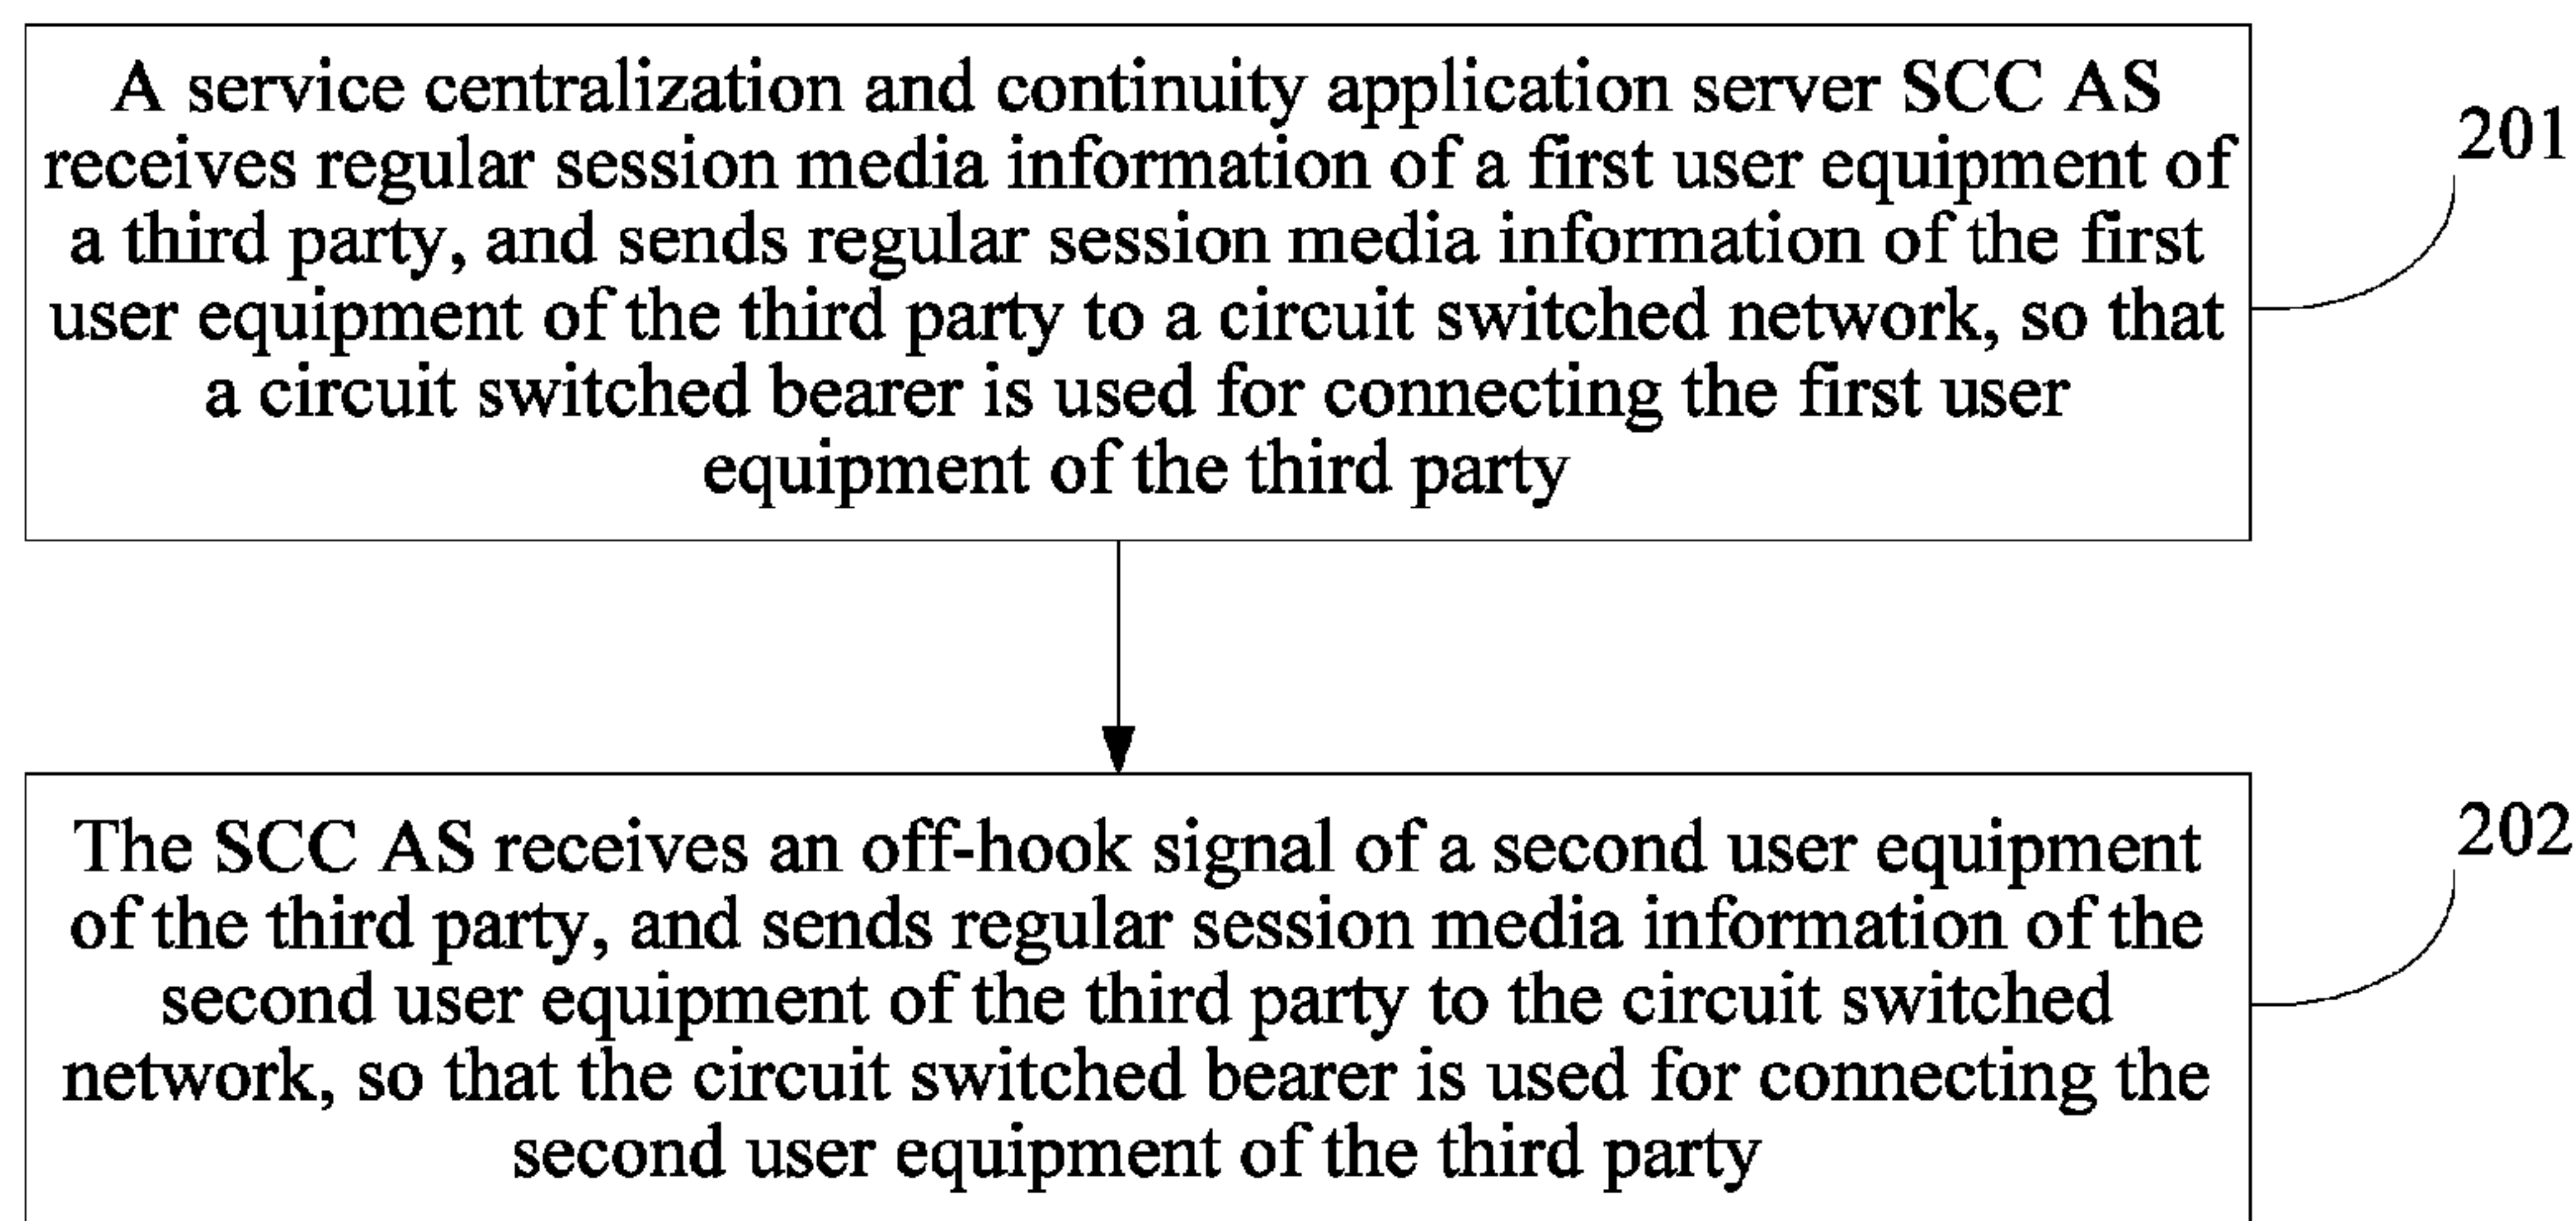 A service centralization and continuity application server SCC AS
receives regular session media information of a first user equipment of
a third party, and sends regular session media information of the first
user equipment of the third party to a circuit switched network, so that
a circuit switched bearer is used for connecting the first user
equipment of the third party
201
The SCC AS receives an off-hook signal of a second user equipment
of the third party, and sends regular session media information of the
second user equipment of the third party to the circuit switched
network, so that the circuit switched bearer is used for connecting the
second user equipment of the third party
202